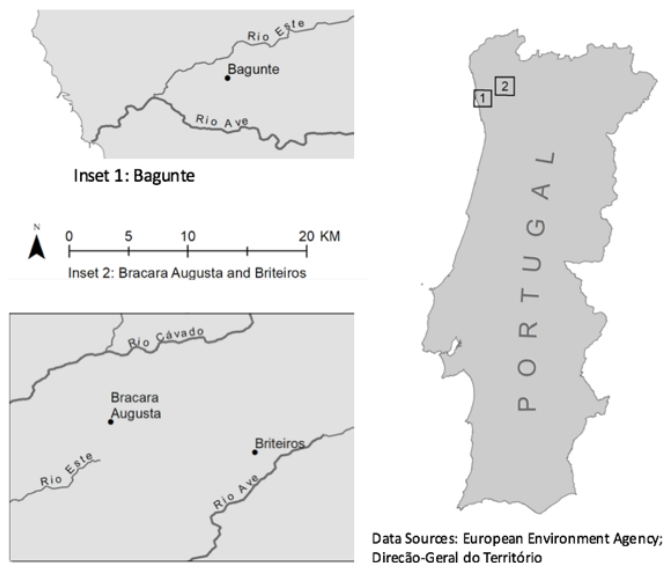 Rio Este
Bagunte
Rio Ave
Inset 1: Bagunte
N
0 5 10 20 KM
Inset 2: Bracara Augusta and Briteiros
Rio Cávado
Bracara
Augusta
Briteiros
Rio Este
Rio Ave
1
2
PORTUGAL
Data Sources: European Environment Agency;
Direção-Geral do Território